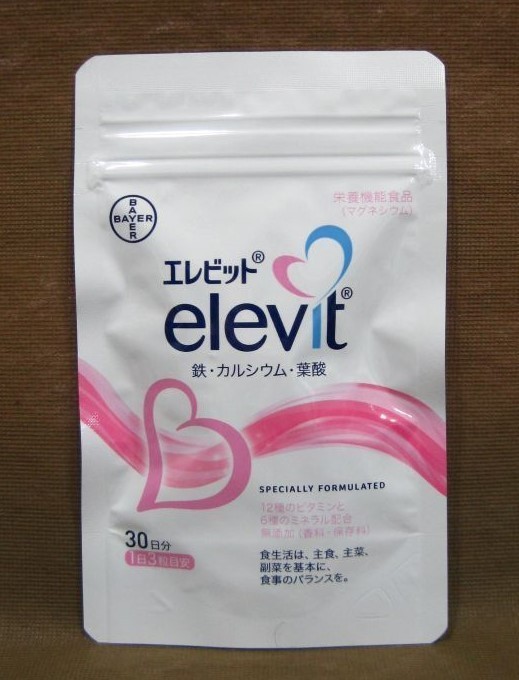 栄養機能食品
(マグネシウム)
BAYER
BAYER
エレビット®
elevit®
鉄・カルシウム・葉酸
SPECIALLY FORMULATED
12種のビタミンと
6種のミネラル配合
無添加(香料・保存料)
30日分
1日3粒目安
食生活は、主食、主菜、
副菜を基本に、
食事のバランスを。